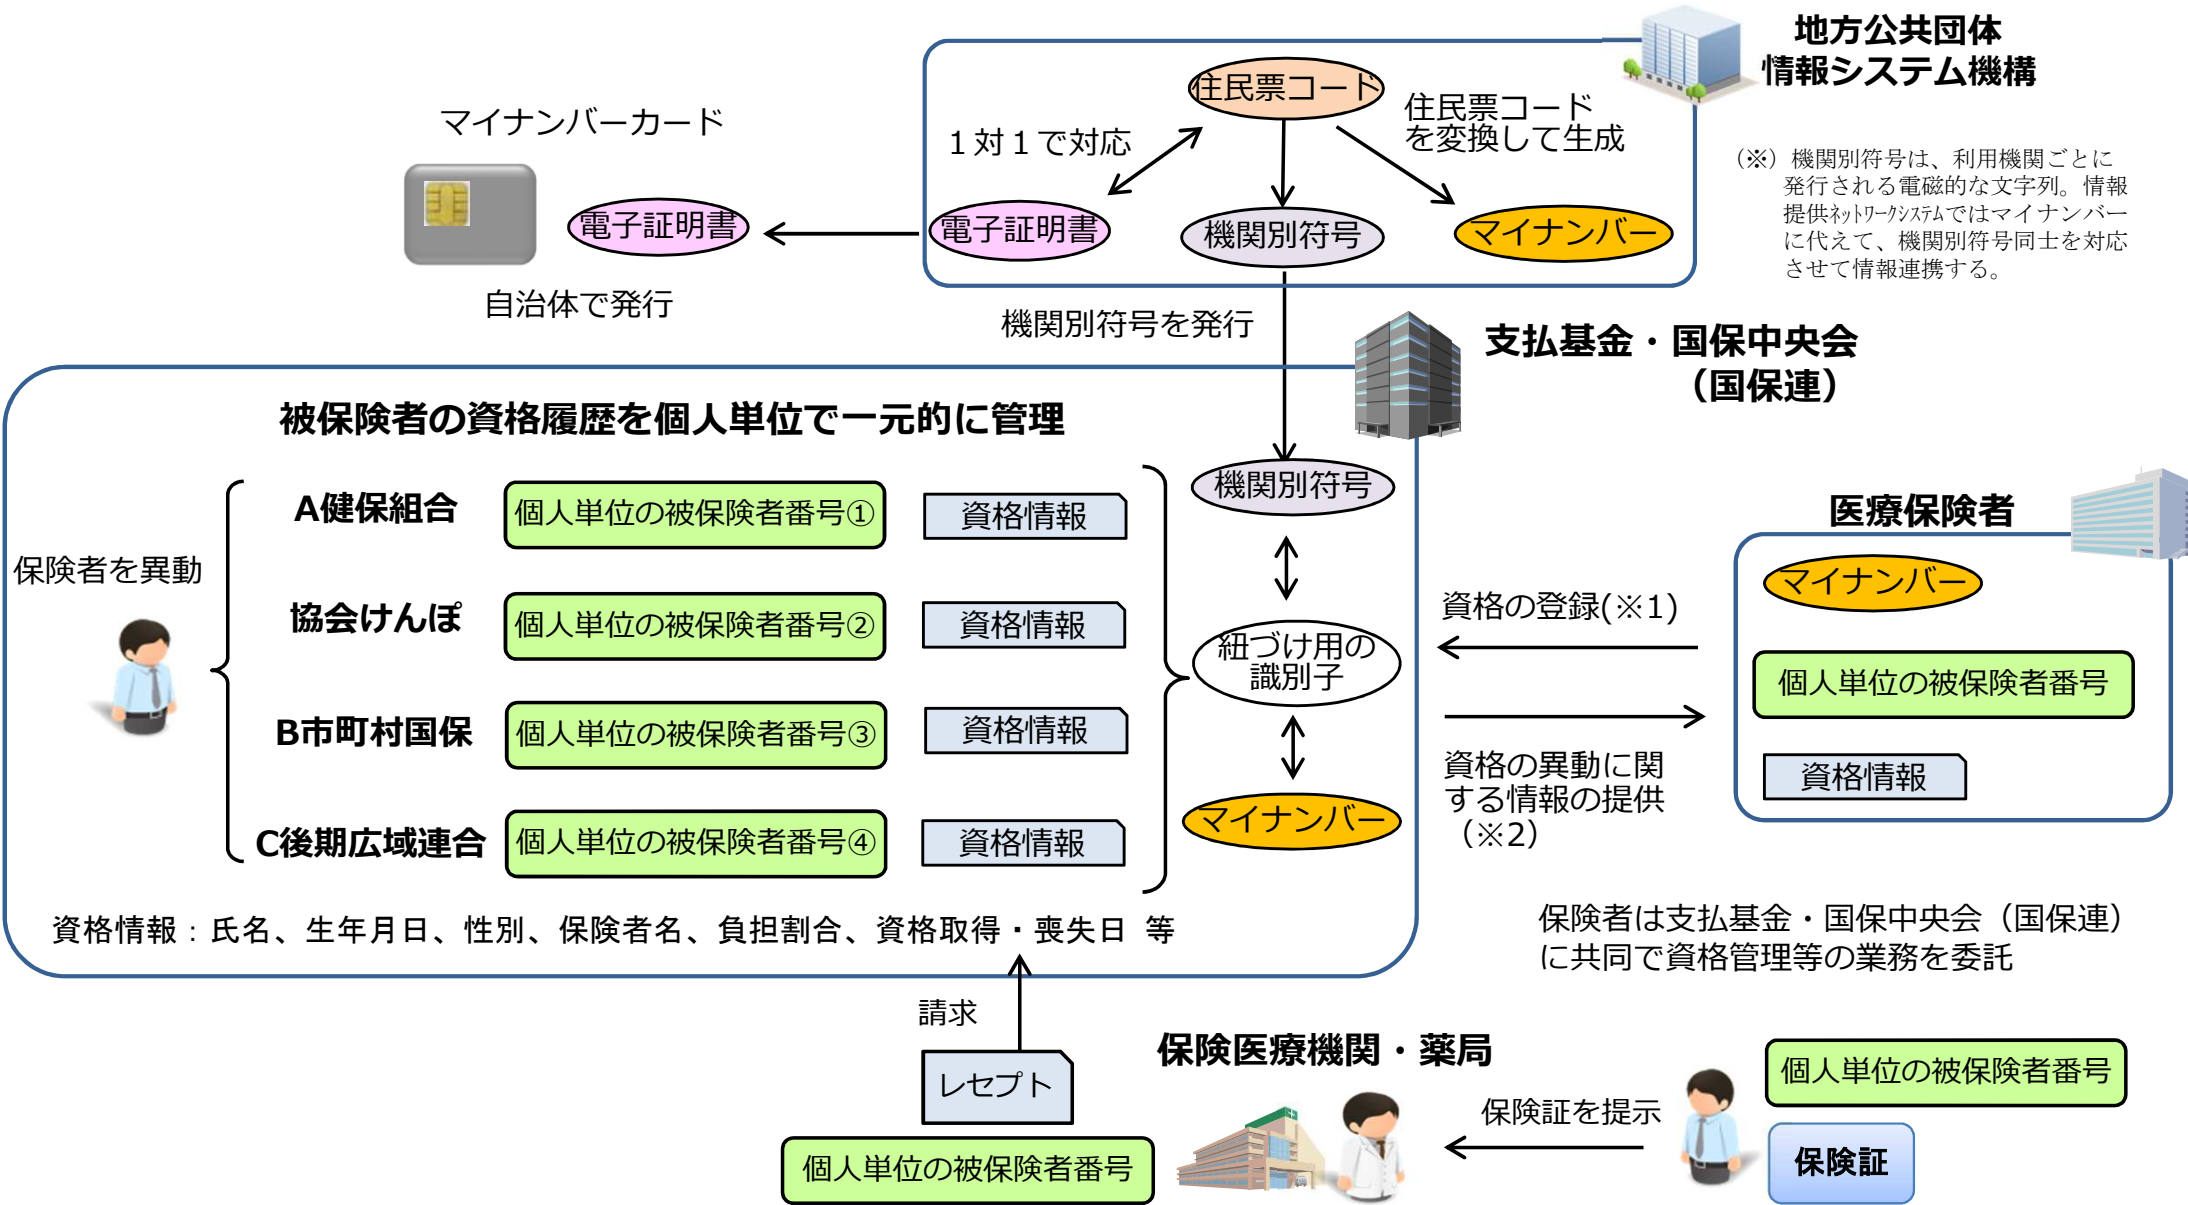 地方公共団体
情報システム機構
住民票コード
住民票コード
を変換して生成
１対１で対応
マイナンバーカード
電子証明書
電子証明書
機関別符号
マイナンバー
（※）機関別符号は、利用機関ごとに
発行される電磁的な文字列。情報
提供ﾈｯﾄﾜｰｸｼｽﾃﾑではマイナンバー
に代えて、機関別符号同士を対応
させて情報連携する。
自治体で発行
機関別符号を発行
支払基金・国保中央会
（国保連）
被保険者の資格履歴を個人単位で一元的に管理
保険者を異動
A健保組合
個人単位の被保険者番号①
資格情報
協会けんぽ
個人単位の被保険者番号②
資格情報
B市町村国保
個人単位の被保険者番号③
資格情報
C後期広域連合
個人単位の被保険者番号④
資格情報
機関別符号
紐づけ用の
識別子
マイナンバー
資格情報：氏名、生年月日、性別、保険者名、負担割合、資格取得・喪失日 等
資格の登録(※1)
資格の異動に関
する情報の提供
（※2）
医療保険者
マイナンバー
個人単位の被保険者番号
資格情報
保険者は支払基金・国保中央会（国保連）
に共同で資格管理等の業務を委託
請求
レセプト
個人単位の被保険者番号
保険医療機関・薬局
保険証を提示
個人単位の被保険者番号
保険証